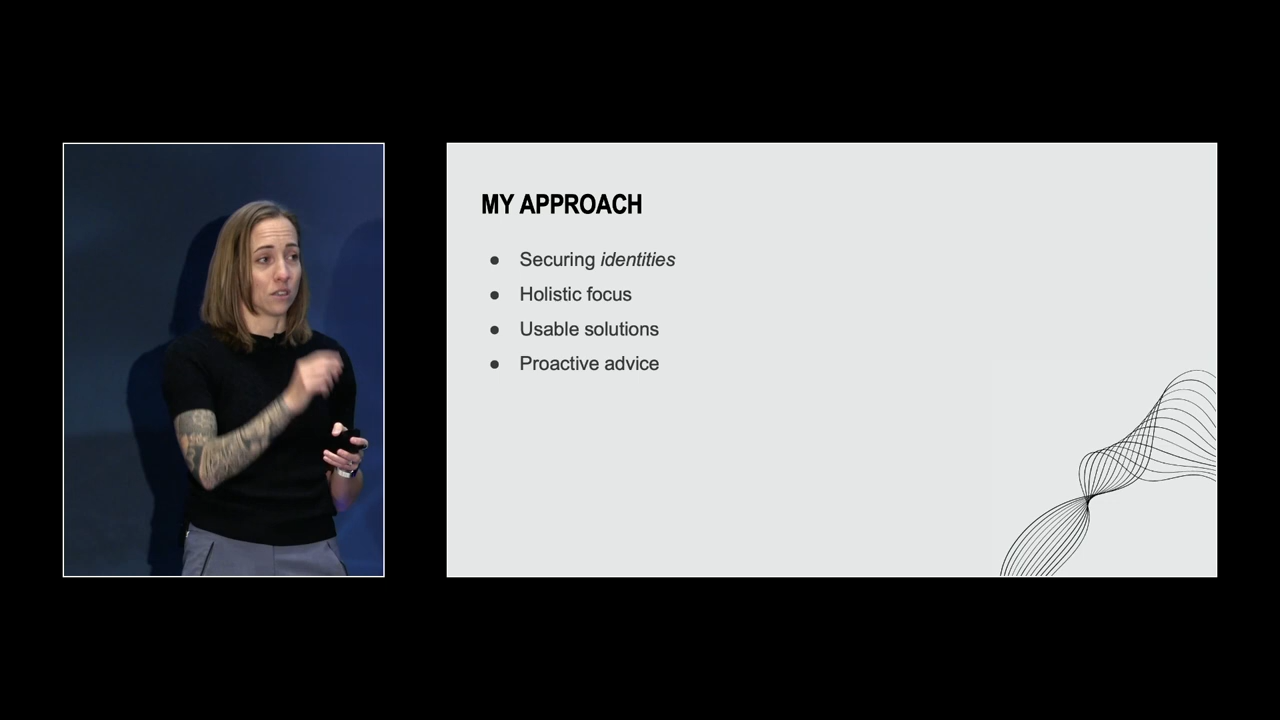 MY APPROACH
● Securing identities
● Holistic focus
● Usable solutions
● Proactive advice